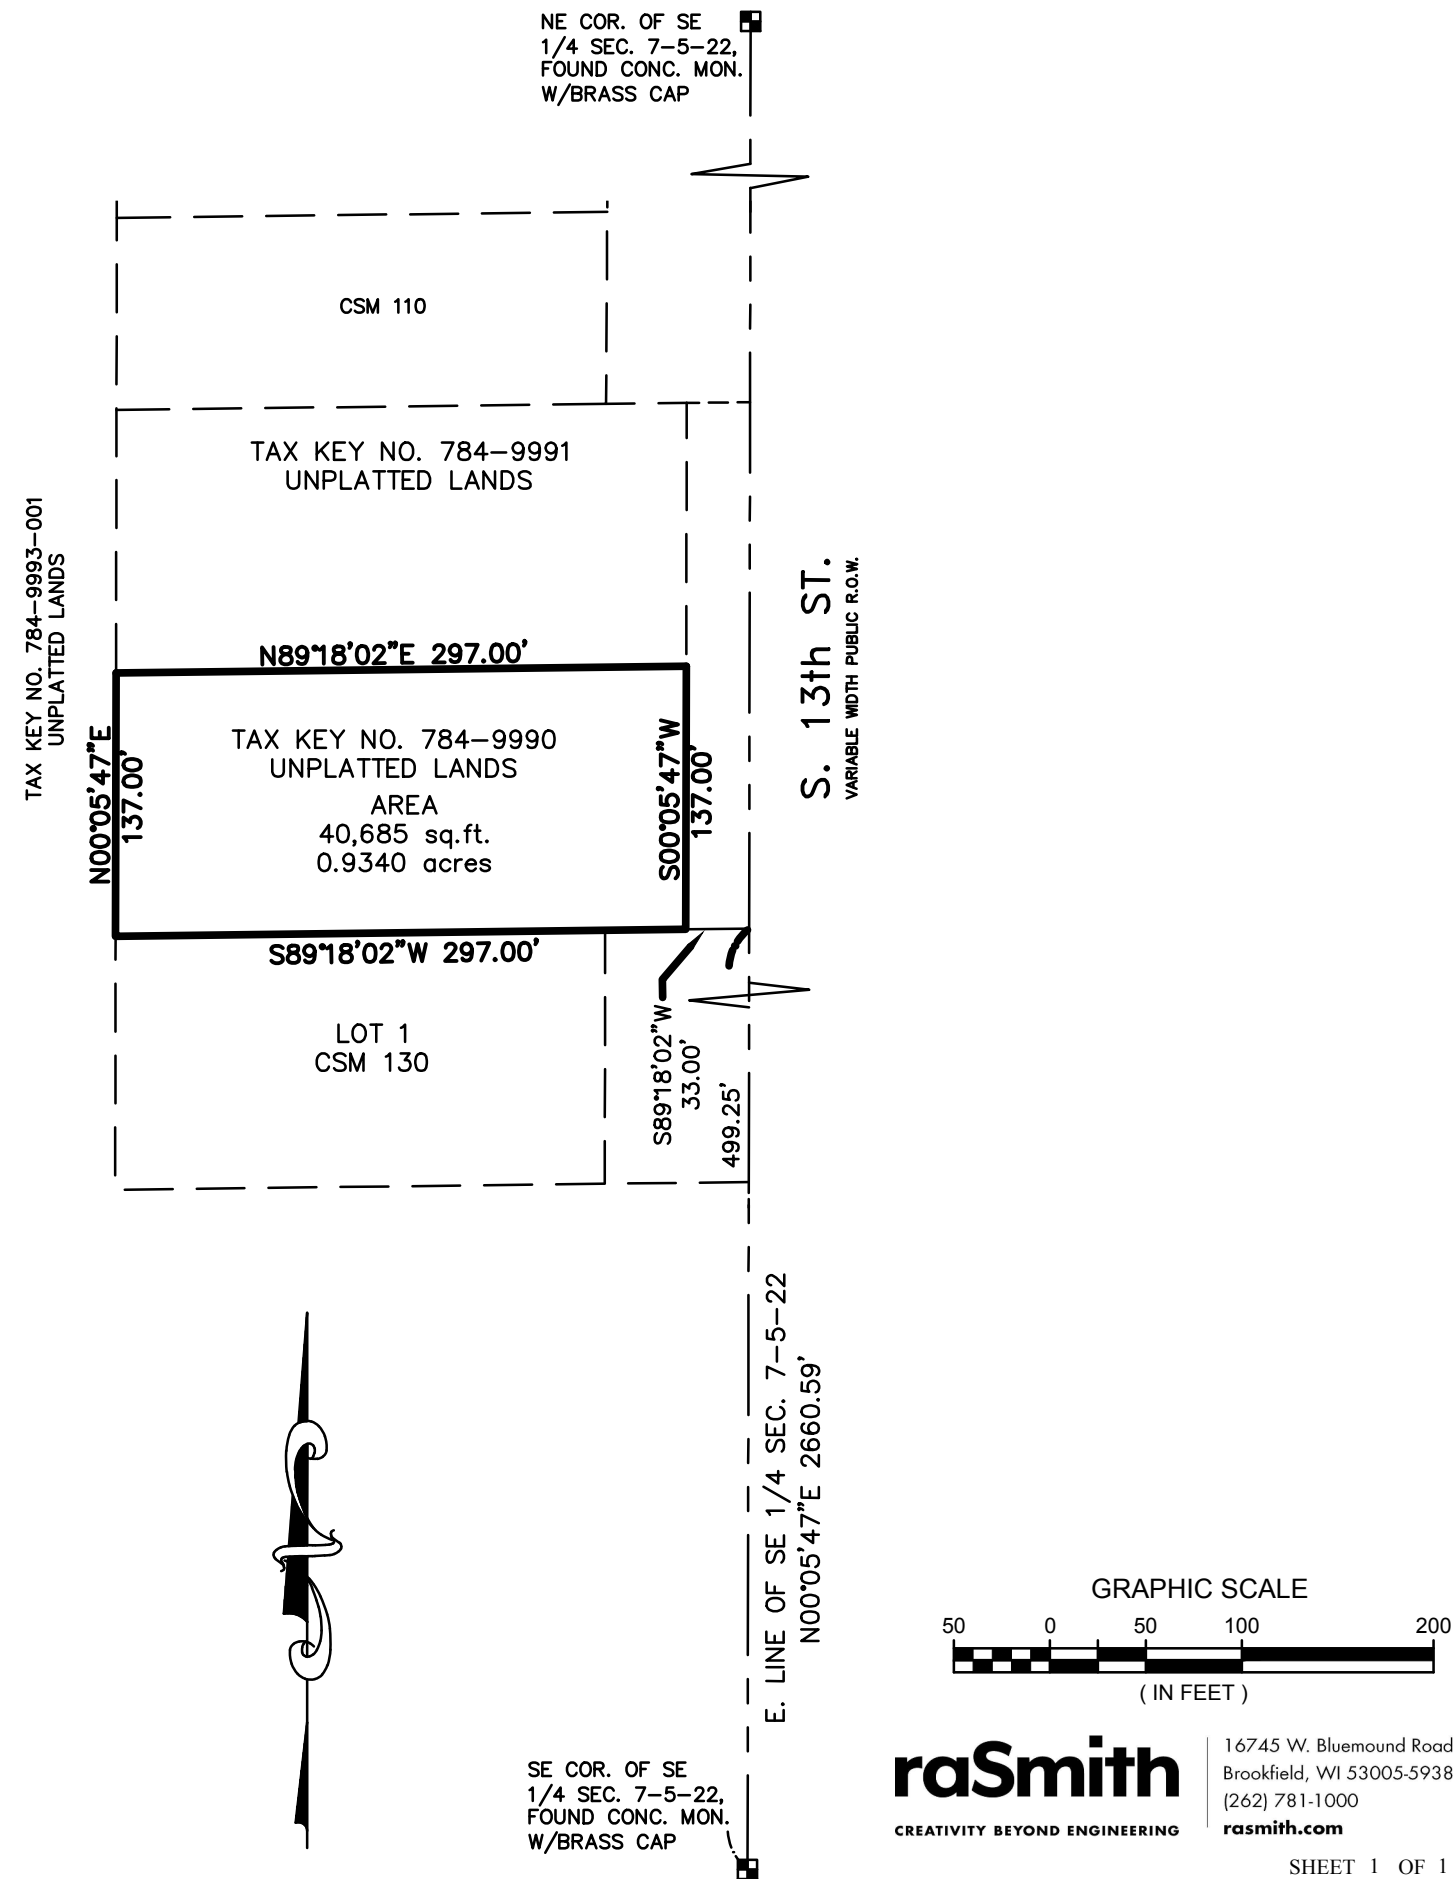 NE COR. OF SE
1/4 SEC. 7-5-22,
FOUND CONC. MON.
W/BRASS CAP
CSM 110
TAX KEY NO. 784-9991
UNPLATTED LANDS
TAX KEY NO. 784-9993-001
UNPLATTED LANDS
S. 13th ST.
VARIABLE WIDTH PUBLIC R.O.W.
N89°18'02"E 297.00'
N00°05'47"E
137.00'
TAX KEY NO. 784-9990
UNPLATTED LANDS
AREA
40,685 sq.ft.
0.9340 acres
S00°05'47"W
137.00'
S89°18'02"W 297.00'
LOT 1
CSM 130
S89°18'02"W
33.00'
499.25'
E. LINE OF SE 1/4 SEC. 7-5-22
N00°05'47"E 2660.59'
SE COR. OF SE
1/4 SEC. 7-5-22,
FOUND CONC. MON.
W/BRASS CAP
GRAPHIC SCALE
50 0 50 100 200
( IN FEET )
raSmith
CREATIVITY BEYOND ENGINEERING
16745 W. Bluemound Road
Brookfield, WI 53005-5938
(262) 781-1000
rasmith.com
SHEET 1 OF 1